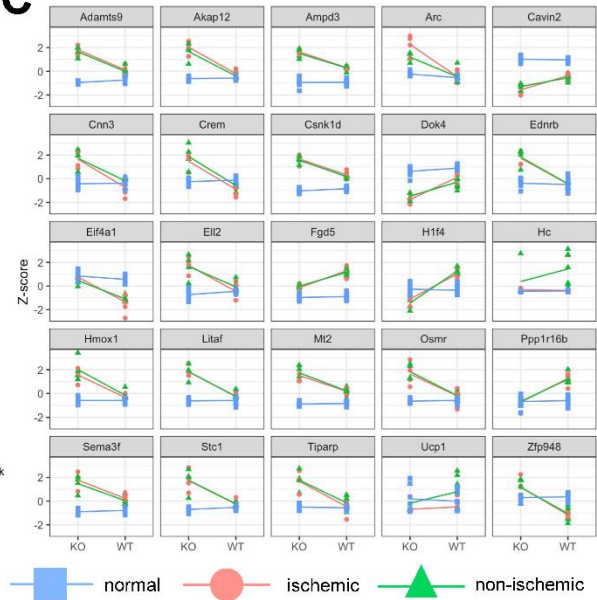 C
Adamts9 Akap12 Ampd3 Arc Cavin2
2
0
-2
Cnn3 Crem Csnk1d Dok4 Ednrb
2
0
-2
Eif4a1 Ell2 Fgd5 H1f4 Hc
2
0
-2
Z-score
Hmox1 Litaf Mt2 Osmr Ppp1r16b
2
0
-2
Sema3f Stc1 Tiparp Ucp1 Zfp948
k
2
0
-2
KO WT KO WT KO WT KO WT KO WT
normal ischemic non-ischemic